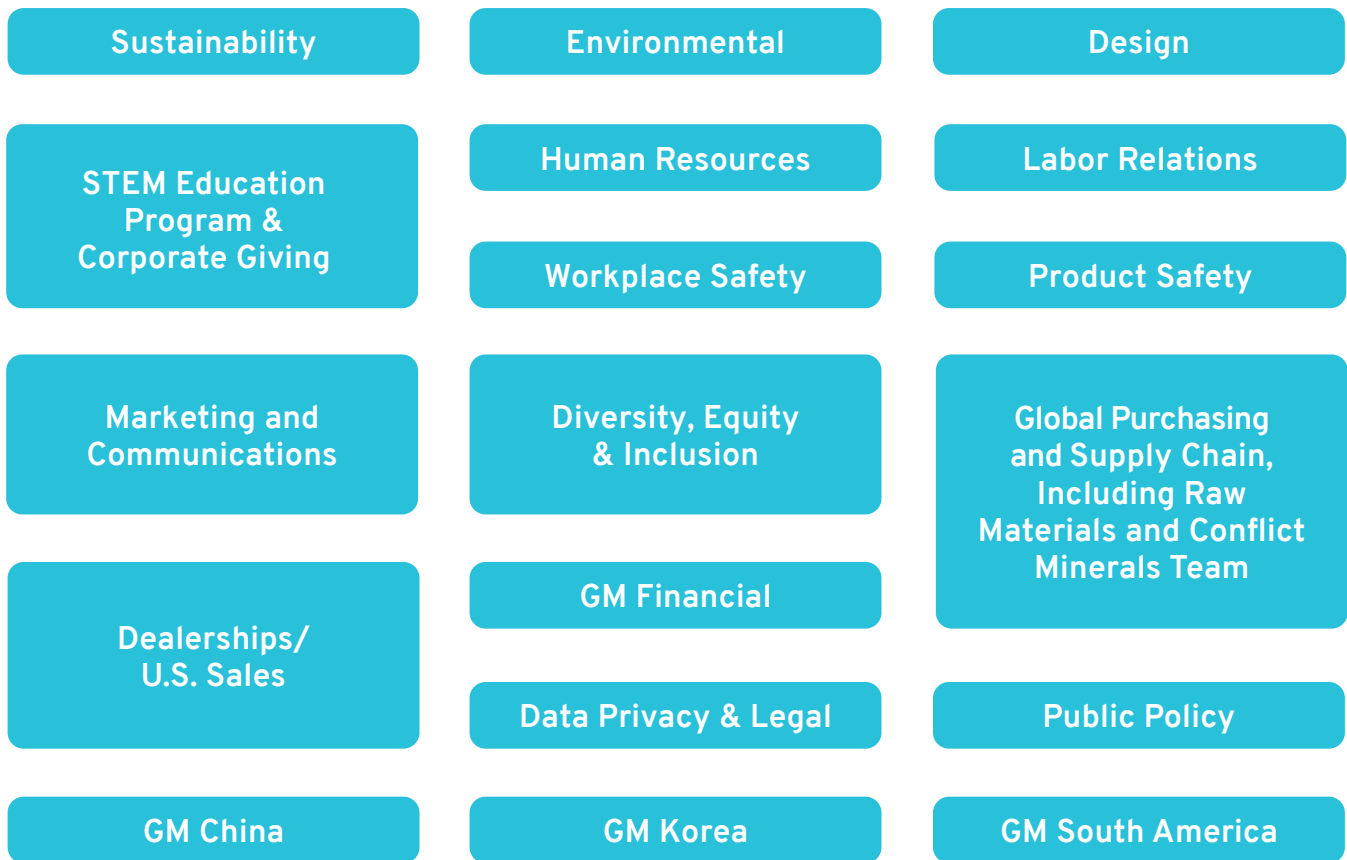 Sustainability
Environmental
Design
STEM Education
Program &
Corporate Giving
Human Resources
Labor Relations
Workplace Safety
Product Safety
Marketing and
Communications
Diversity, Equity
& Inclusion
Global Purchasing
and Supply Chain,
Including Raw
Materials and Conflict
Minerals Team
Dealerships/
U.S. Sales
GM Financial
Data Privacy & Legal
Public Policy
GM China
GM Korea
GM South America